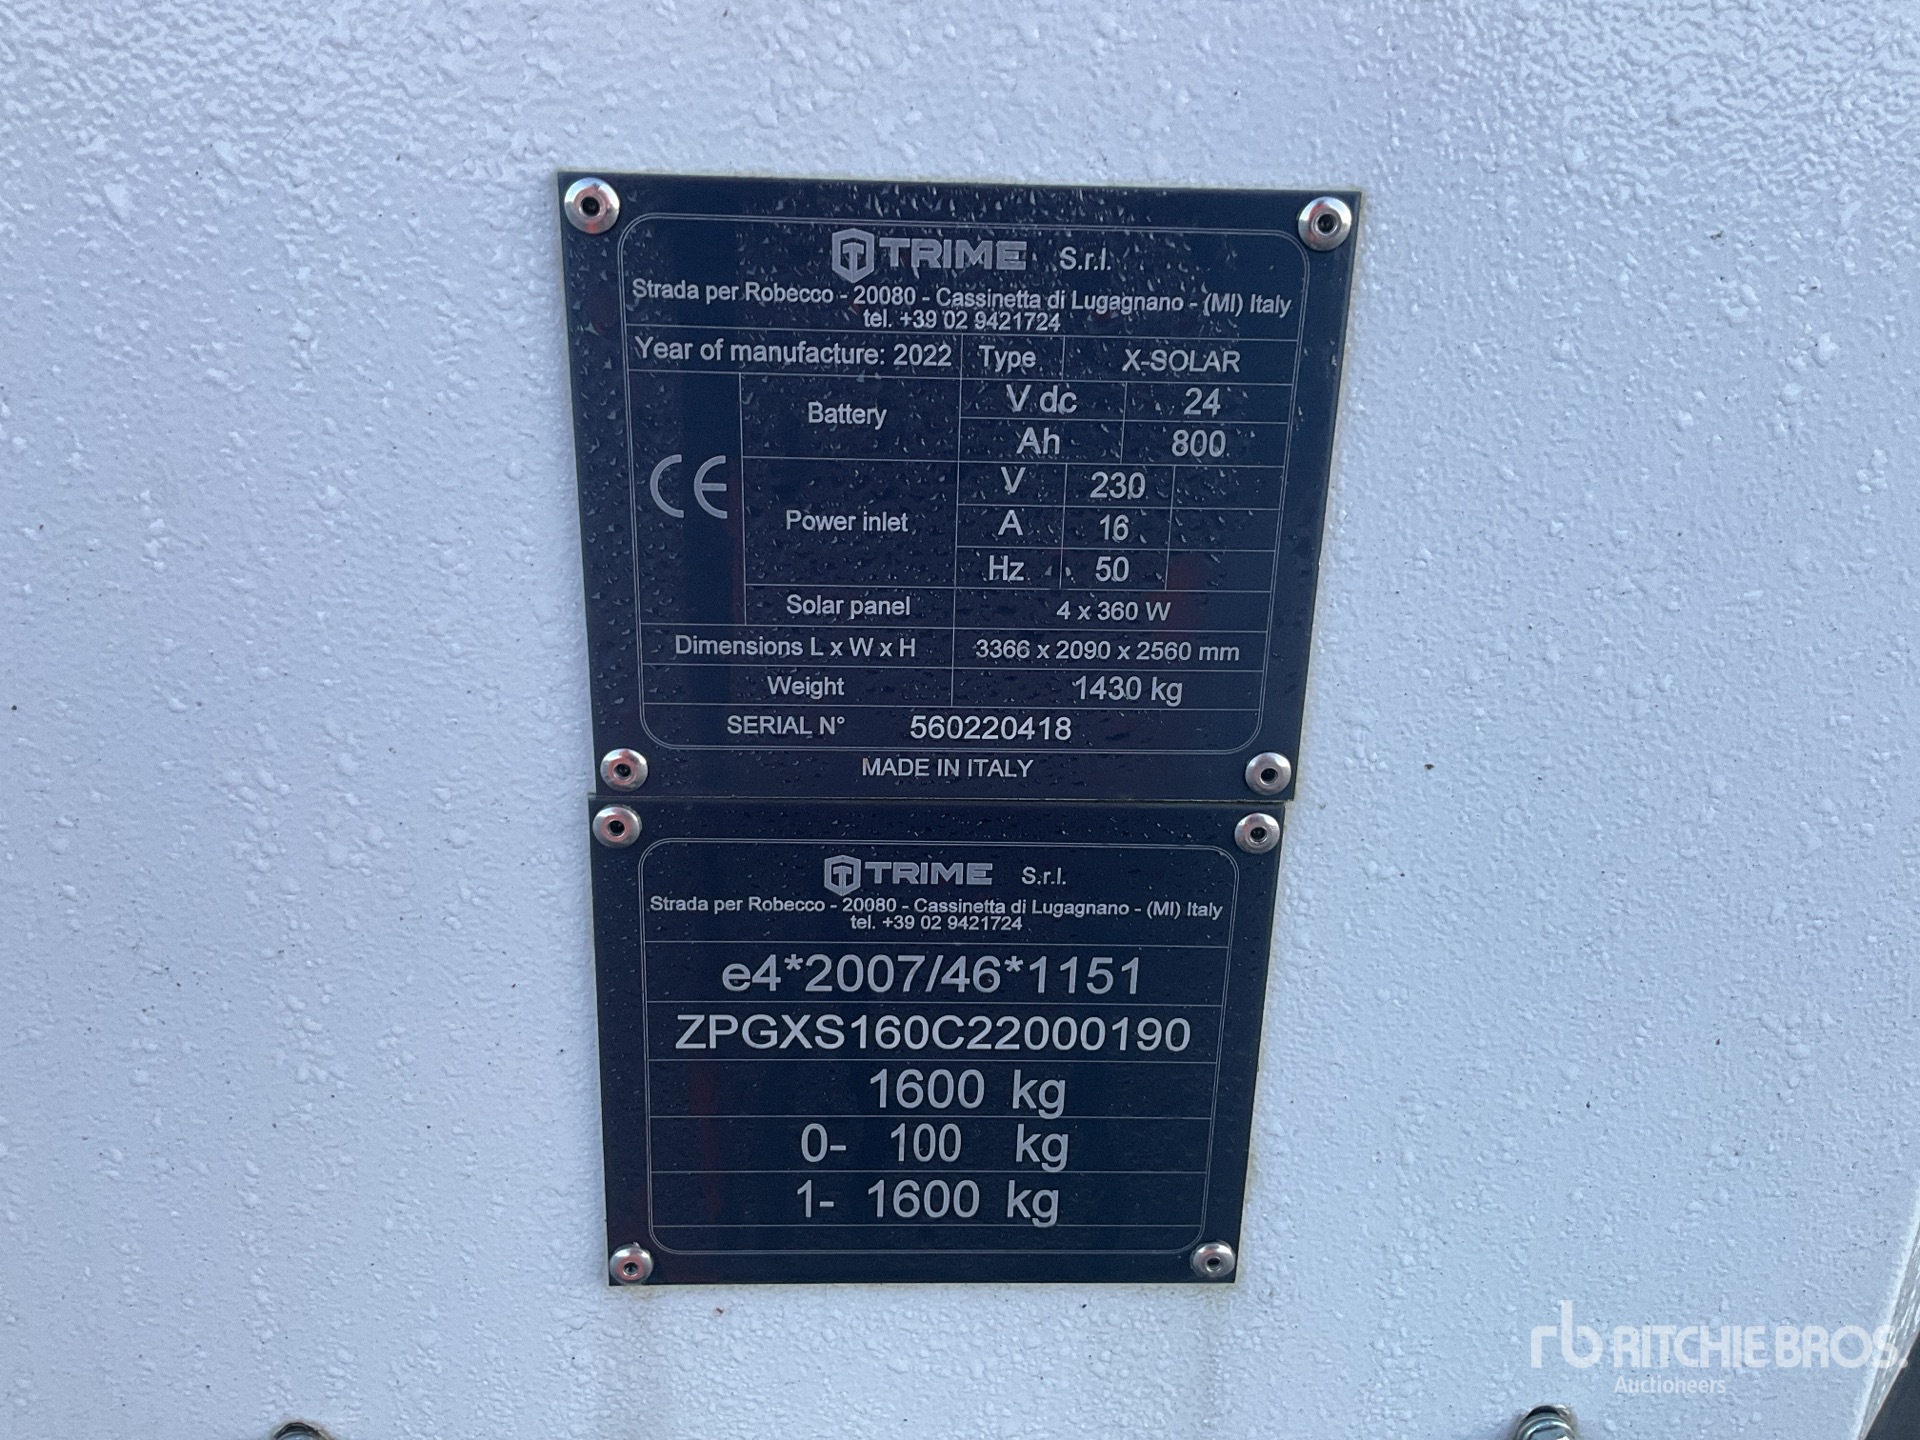 TRIME S.r.l.
Strada per Robecco - 20080 - Cassinetta di Lugagnano - (MI) Italy
tel. +39 02 9421724
Year of manufacture: 2022 Type X-SOLAR
CE
Battery
V dc 24
Ah 800
Power inlet
V 230
A 16
Hz 50
Solar panel 4 x 360 W
Dimensions L x W x H 3366 x 2090 x 2560 mm
Weight 1430 kg
SERIAL N° 560220418
MADE IN ITALY
TRIME S.r.l.
Strada per Robecco - 20080 - Cassinetta di Lugagnano - (MI) Italy
tel. +39 02 9421724
e4*2007/46*1151
ZPGXS160C22000190
1600 kg
0- 100 kg
1- 1600 kg
rb RITCHIE BROS.
Auctioneers